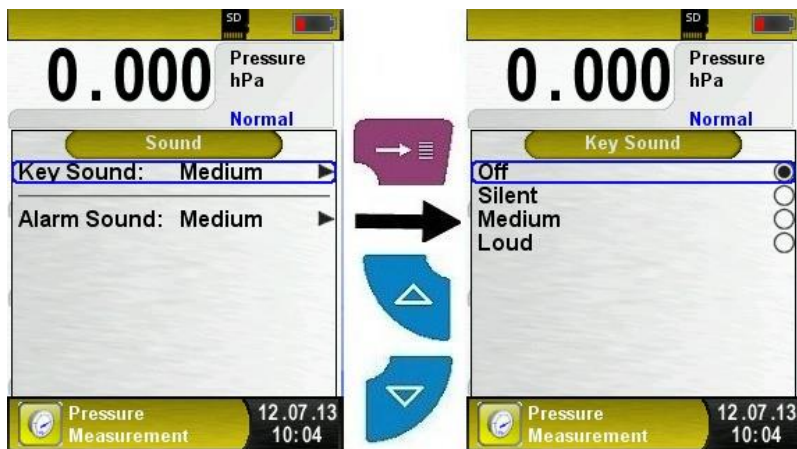 SD
0.000 Pressure
hPa
Normal
Sound
Key Sound: Medium
Alarm Sound: Medium
Pressure 12.07.13
Measurement 10:04
SD
0.000 Pressure
hPa
Normal
Key Sound
Off
Silent
Medium
Loud
Pressure 12.07.13
Measurement 10:04